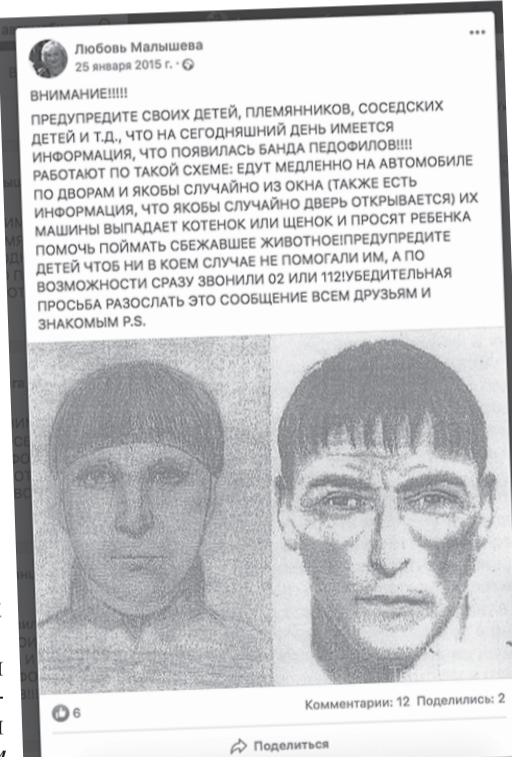 Любовь Малышева
25 января 2015 г. ·
ВНИМАНИЕ!!!!!
ПРЕДУПРЕДИТЕ СВОИХ ДЕТЕЙ, ПЛЕМЯННИКОВ, СОСЕДСКИХ
ДЕТЕЙ И Т.Д., ЧТО НА СЕГОДНЯШНИЙ ДЕНЬ ИМЕЕТСЯ
ИНФОРМАЦИЯ, ЧТО ПОЯВИЛАСЬ БАНДА ПЕДОФИЛОВ!!!!
РАБОТАЮТ ПО ТАКОЙ СХЕМЕ: ЕДУТ МЕДЛЕННО НА АВТОМОБИЛЕ
ПО ДВОРАМ И ЯКОБЫ СЛУЧАЙНО ИЗ ОКНА (ТАКЖЕ ЕСТЬ
ИНФОРМАЦИЯ, ЧТО ЯКОБЫ СЛУЧАЙНО ДВЕРЬ ОТКРЫВАЕТСЯ) ИХ
МАШИНЫ ВЫПАДАЕТ КОТЕНОК ИЛИ ЩЕНОК И ПРОСЯТ РЕБЕНКА
ПОМОЧЬ ПОЙМАТЬ СБЕЖАВШЕЕ ЖИВОТНОЕ!ПРЕДУПРЕДИТЕ
ДЕТЕЙ ЧТОБ НИ В КОЕМ СЛУЧАЕ НЕ ПОМОГАЛИ ИМ, А ПО
ВОЗМОЖНОСТИ СРАЗУ ЗВОНИЛИ 02 ИЛИ 112!УБЕДИТЕЛЬНАЯ
ПРОСЬБА РАЗОСЛАТЬ ЭТО СООБЩЕНИЕ ВСЕМ ДРУЗЬЯМ И
ЗНАКОМЫМ P.S.
6
Комментарии: 12 Поделились: 2
Поделиться